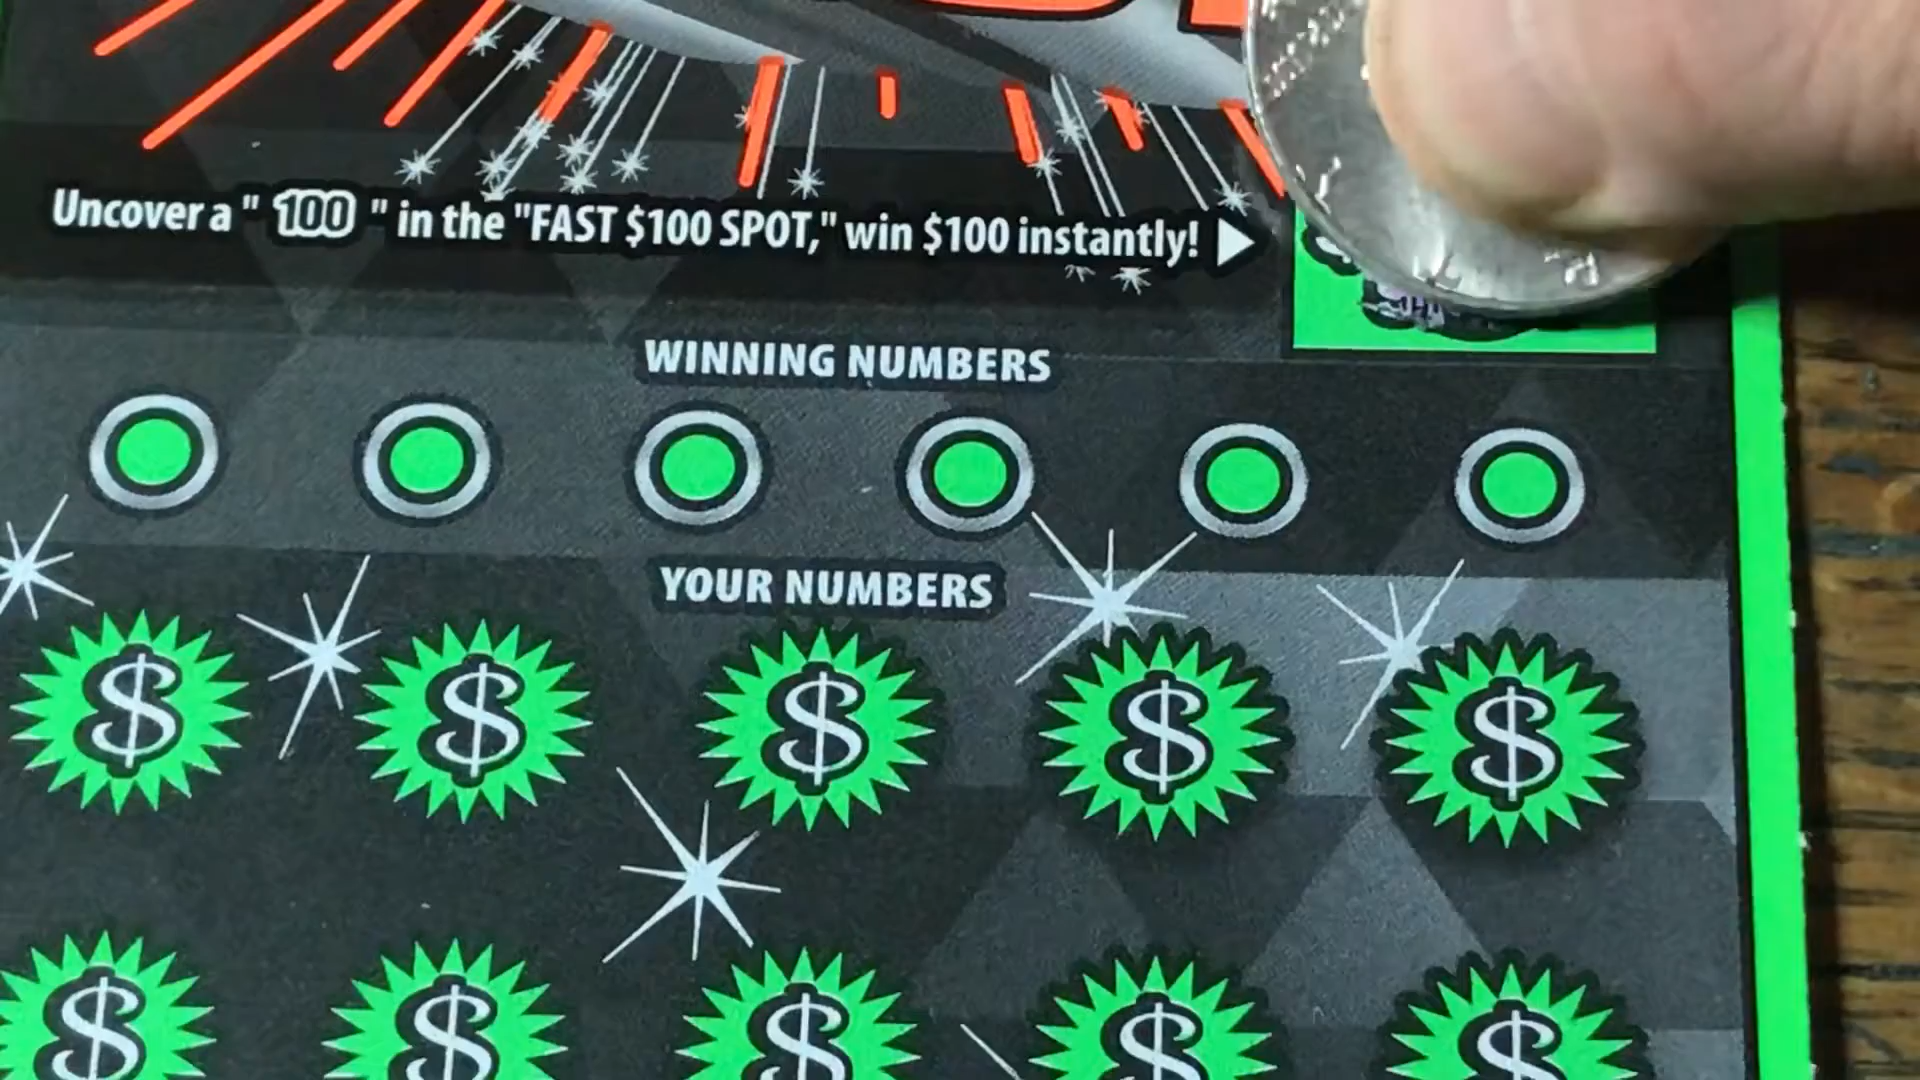 Uncover a " 100 " in the "FAST $100 SPOT," win $100 instantly!
WINNING NUMBERS
YOUR NUMBERS
$ $ $ $ $
$ $ $ $ $